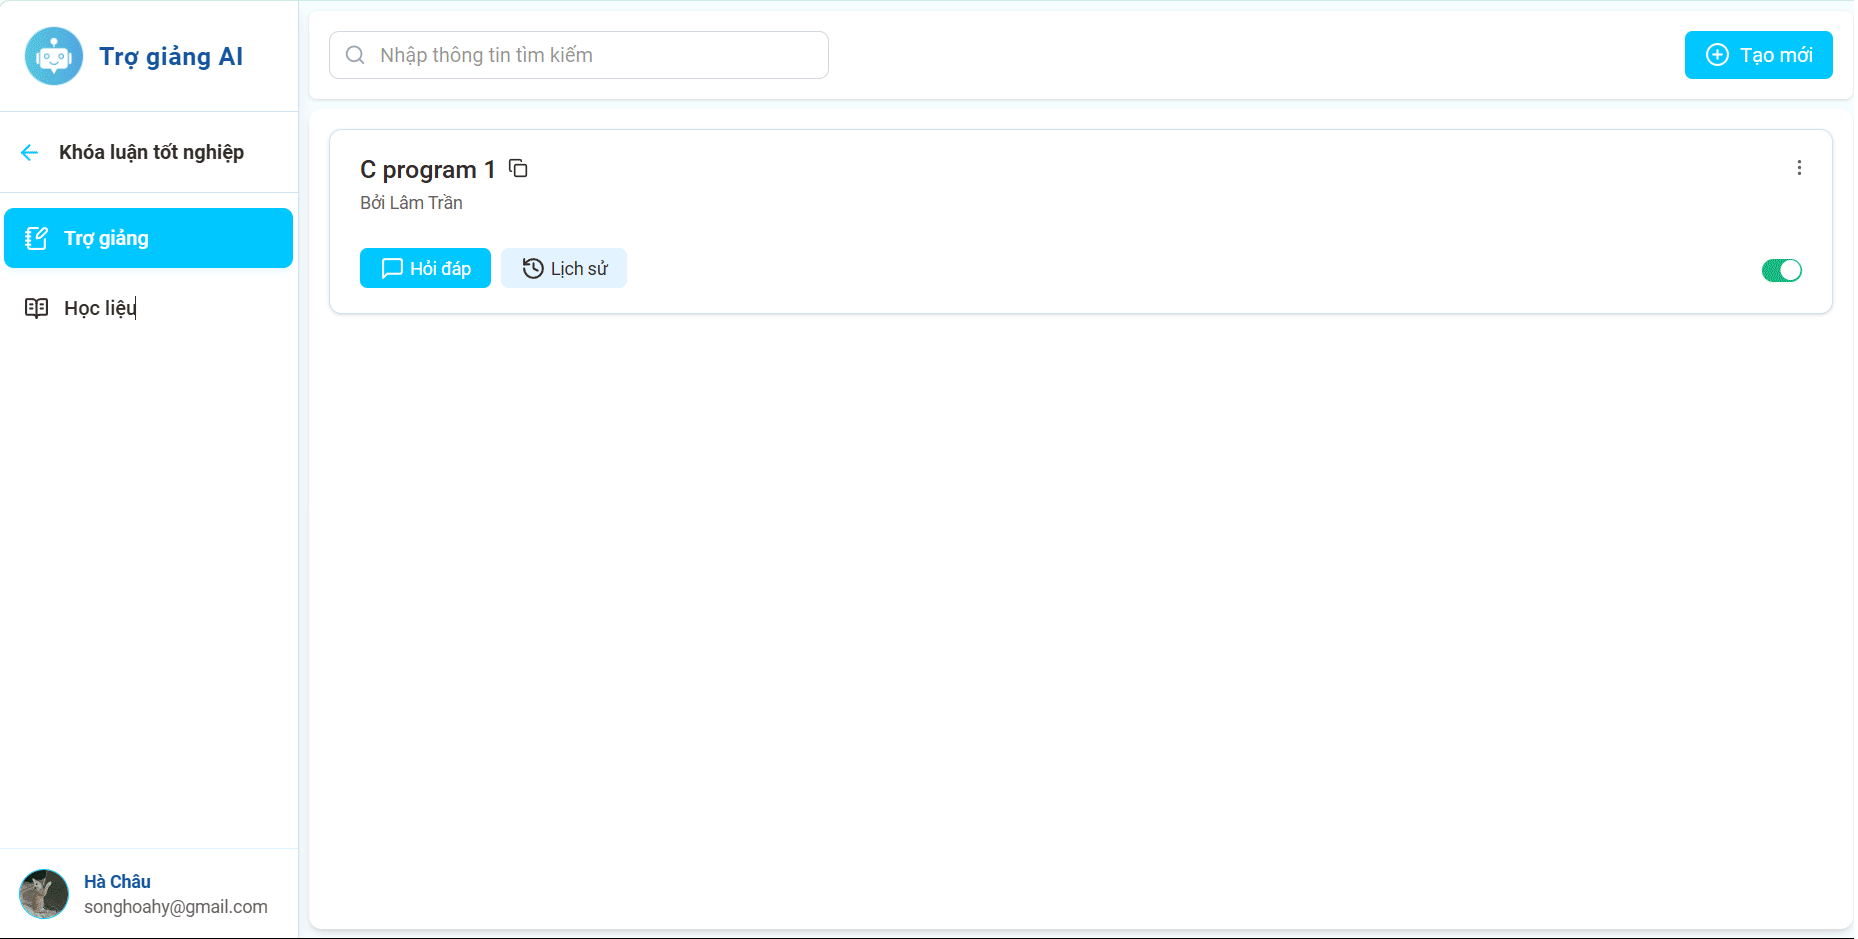 Trợ giảng AI
Khóa luận tốt nghiệp
Trợ giảng
Học liệu
Hà Châu
songhoahy@gmail.com
Nhập thông tin tìm kiếm
Tạo mới
C program 1
Bởi Lâm Trần
Hỏi đáp
Lịch sử